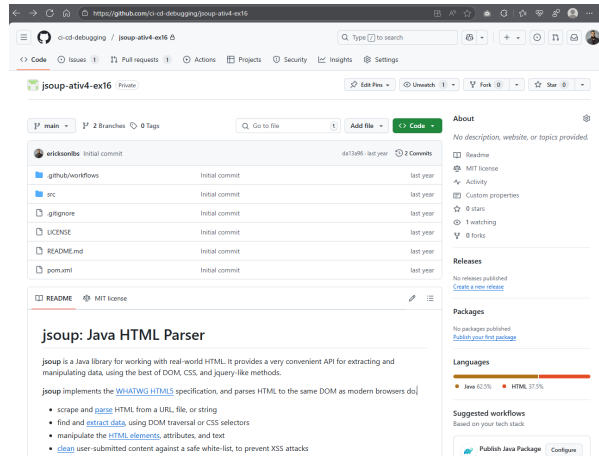 https://github.com/ci-cd-debugging/jsoup-ativ4-ex16
ci-cd-debugging / jsoup-ativ4-ex16
Type / to search
Code
Issues 1
Pull requests 1
Actions
Projects
Security
Insights
Settings
jsoup-ativ4-ex16 Private
Edit Pins
Unwatch 1
Fork 0
Star 0
main
2 Branches
0 Tags
Go to file
t
Add file
Code
ericksonlbs Initial commit
da13a96 · last year
2 Commits
.github/workflows Initial commit last year
src Initial commit last year
.gitignore Initial commit last year
LICENSE Initial commit last year
README.md Initial commit last year
pom.xml Initial commit last year
README
MIT license
jsoup: Java HTML Parser
jsoup is a Java library for working with real-world HTML. It provides a very convenient API for extracting and
manipulating data, using the best of DOM, CSS, and jquery-like methods.
jsoup implements the WHATWG HTML5 specification, and parses HTML to the same DOM as modern browsers do.
• scrape and parse HTML from a URL, file, or string
• find and extract data, using DOM traversal or CSS selectors
• manipulate the HTML elements, attributes, and text
• clean user-submitted content against a safe white-list, to prevent XSS attacks
About
No description, website, or topics provided.
Readme
MIT license
Activity
Custom properties
0 stars
1 watching
0 forks
Releases
No releases published
Create a new release
Packages
No packages published
Publish your first package
Languages
Java 62.5%
HTML 37.5%
Suggested workflows
Based on your tech stack
Publish Java Package
Configure